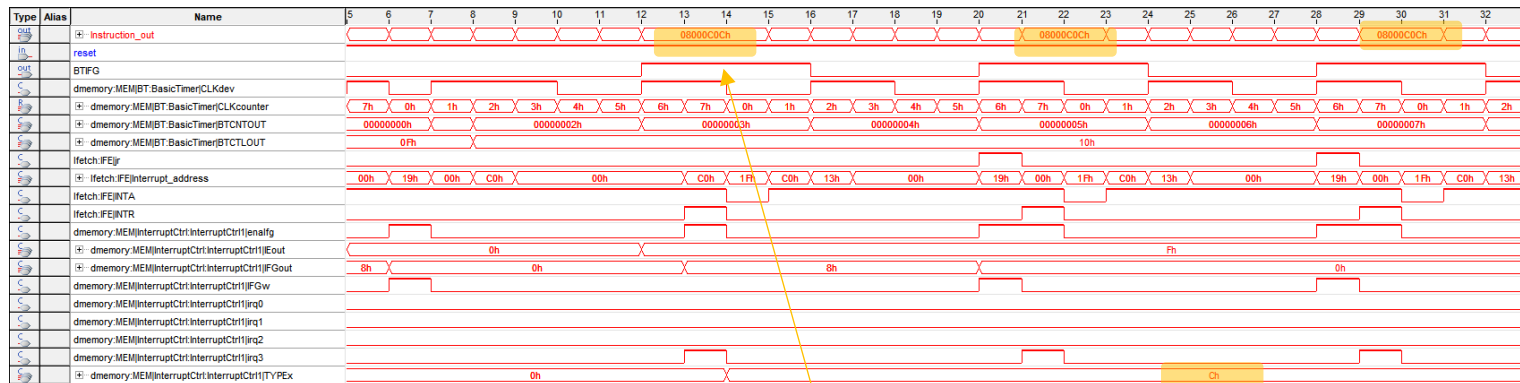 Type Alias Name 5 6 7 8 9 10 11 12 13 14 15 16 17 18 19 20 21 22 23 24 25 26 27 28 29 30 31 32
out Instruction_out 08000C0Ch 08000C0Ch 08000C0Ch
in reset
out BTIFG
C dmemory:MEM|BT:BasicTimer|CLKdev
R dmemory:MEM|BT:BasicTimer|CLKcounter 7h 0h 1h 2h 3h 4h 5h 6h 7h 0h 1h 2h 3h 4h 5h 6h 7h 0h 1h 2h 3h 4h 5h 6h 7h 0h 1h 2h
C dmemory:MEM|BT:BasicTimer|BTCNTOUT 00000000h 00000002h 00000003h 00000004h 00000005h 00000006h 00000007h
C dmemory:MEM|BT:BasicTimer|BTCTLOUT 0Fh 10h
C Ifetch:IFE|jr
C Ifetch:IFE|Interrupt_address 00h 19h 00h C0h 00h C0h 1Fh C0h 13h 00h 19h 00h 1Fh C0h 13h 00h 19h 00h 1Fh C0h 13h
C Ifetch:IFE|INTA
C Ifetch:IFE|INTR
C dmemory:MEM|InterruptCtrl:InterruptCtrl1|enaIfg
C dmemory:MEM|InterruptCtrl:InterruptCtrl1|IEout 0h Fh
C dmemory:MEM|InterruptCtrl:InterruptCtrl1|IFGout 8h 0h 8h 0h
C dmemory:MEM|InterruptCtrl:InterruptCtrl1|IFGw
C dmemory:MEM|InterruptCtrl:InterruptCtrl1|irq0
C dmemory:MEM|InterruptCtrl:InterruptCtrl1|irq1
C dmemory:MEM|InterruptCtrl:InterruptCtrl1|irq2
C dmemory:MEM|InterruptCtrl:InterruptCtrl1|irq3
C dmemory:MEM|InterruptCtrl:InterruptCtrl1|TYPEx 0h Ch